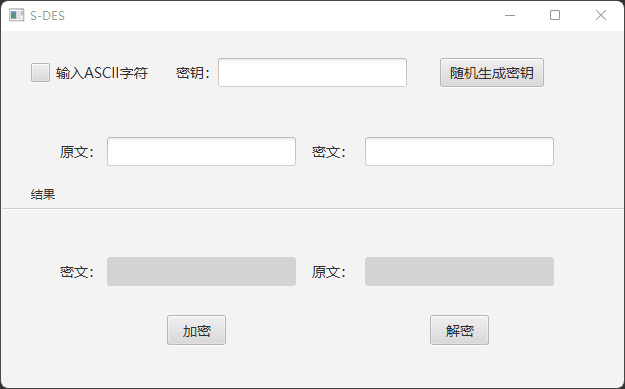 S-DES
输入ASCII字符 密钥： 随机生成密钥
原文： 密文：
结果
密文： 原文：
加密 解密